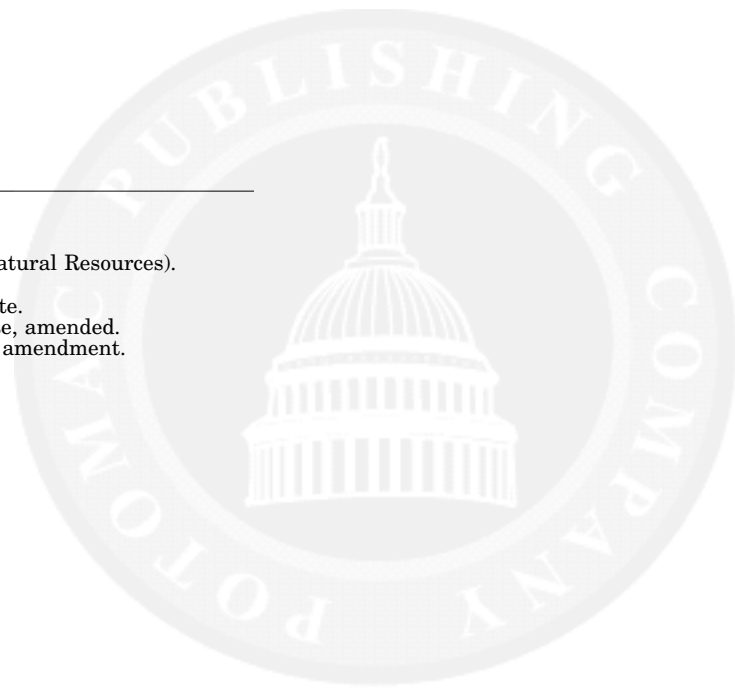 PUBLISHING
COMPANY
POTOMAC
atural Resources).
te.
e, amended.
amendment.